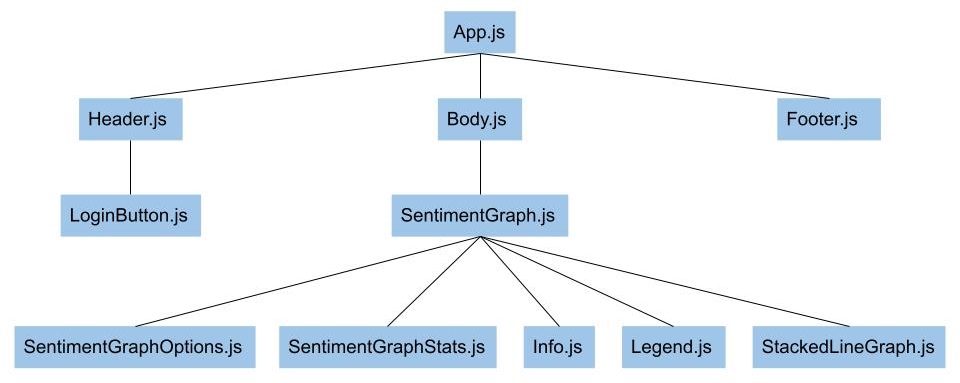 App.js
Header.js
Body.js
Footer.js
LoginButton.js
SentimentGraph.js
SentimentGraphOptions.js
SentimentGraphStats.js
Info.js
Legend.js
StackedLineGraph.js